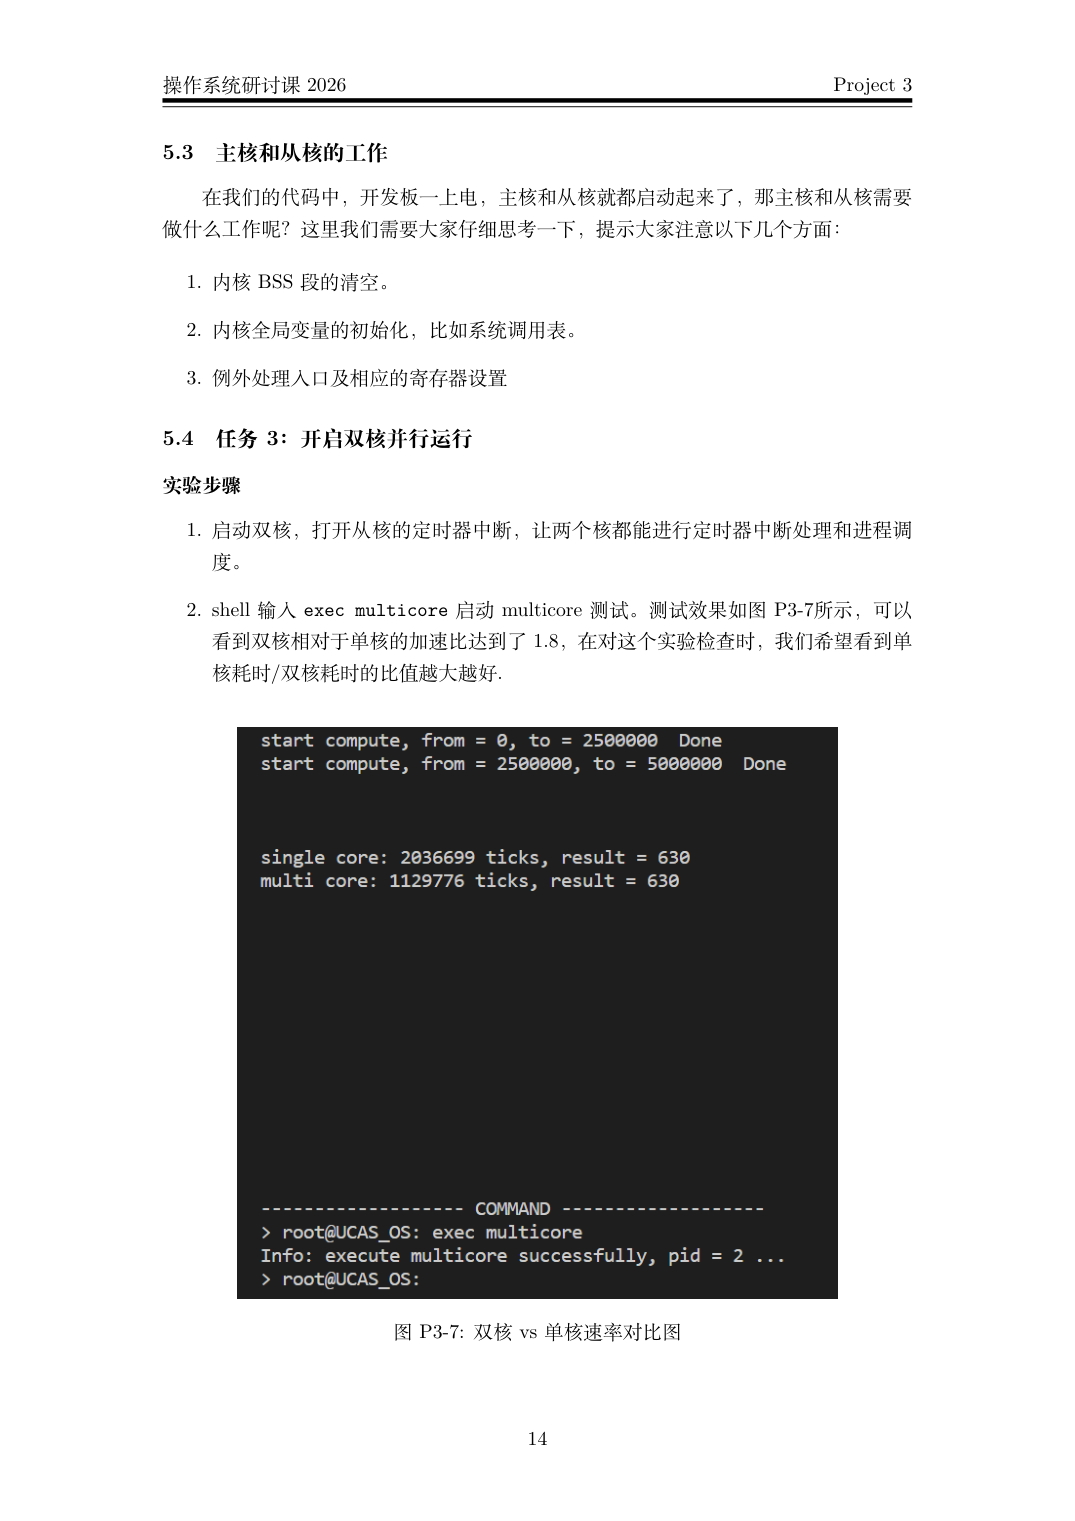 操作系统研讨课 2026 Project 3
5.3 主核和从核的工作
在我们的代码中，开发板一上电，主核和从核就都启动起来了，那主核和从核需要
做什么工作呢？这里我们需要大家仔细思考一下，提示大家注意以下几个方面：
1. 内核 BSS 段的清空。
2. 内核全局变量的初始化，比如系统调用表。
3. 例外处理入口及相应的寄存器设置
5.4 任务 3：开启双核并行运行
实验步骤
1. 启动双核，打开从核的定时器中断，让两个核都能进行定时器中断处理和进程调
度。
2. shell 输入 exec multicore 启动 multicore 测试。测试效果如图 P3-7所示，可以
看到双核相对于单核的加速比达到了 1.8，在对这个实验检查时，我们希望看到单
核耗时/双核耗时的比值越大越好.
start compute, from = 0, to = 2500000  Done
start compute, from = 2500000, to = 5000000  Done
single core: 2036699 ticks, result = 630
multi core: 1129776 ticks, result = 630
------------------- COMMAND -------------------
> root@UCAS_OS: exec multicore
Info: execute multicore successfully, pid = 2 ...
> root@UCAS_OS:
图 P3-7: 双核 vs 单核速率对比图
14